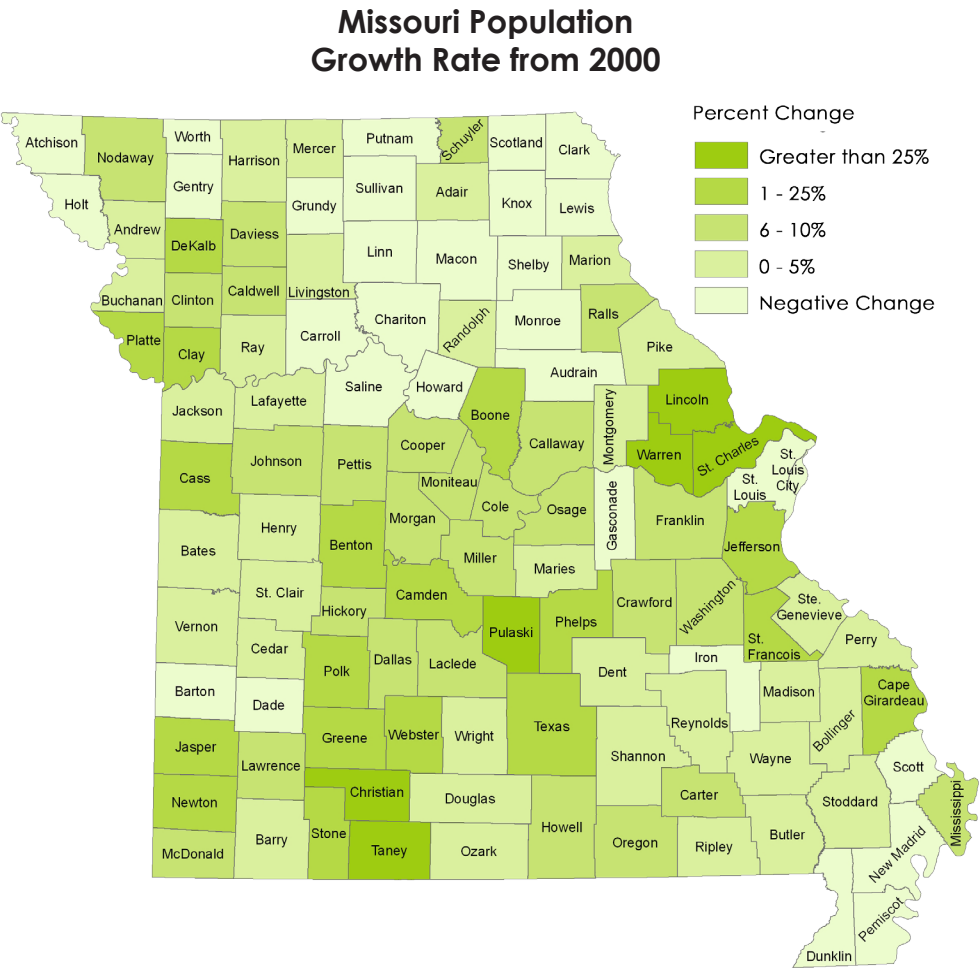 Missouri Population
Growth Rate from 2000
Percent Change
Greater than 25%
1 - 25%
6 - 10%
0 - 5%
Negative Change
Atchison
Nodaway
Worth
Harrison
Mercer
Putnam
Schuyler
Scotland
Clark
Holt
Gentry
Grundy
Sullivan
Adair
Knox
Lewis
Andrew
DeKalb
Daviess
Linn
Macon
Shelby
Marion
Buchanan
Clinton
Caldwell
Livingston
Chariton
Randolph
Monroe
Ralls
Platte
Clay
Ray
Carroll
Pike
Audrain
Saline
Howard
Jackson
Lafayette
Boone
Callaway
Montgomery
Lincoln
Warren
St. Charles
St.
Louis
City
St.
Louis
Cooper
Johnson
Pettis
Cass
Moniteau
Cole
Osage
Gasconade
Franklin
Jefferson
Morgan
Henry
Benton
Bates
Miller
Maries
St. Clair
Camden
Hickory
Pulaski
Phelps
Crawford
Washington
Ste.
Genevieve
St.
Francois
Perry
Vernon
Cedar
Polk
Dallas
Laclede
Dent
Iron
Madison
Cape
Girardeau
Barton
Dade
Texas
Reynolds
Bollinger
Jasper
Greene
Webster
Wright
Shannon
Wayne
Scott
Lawrence
Christian
Douglas
Carter
Stoddard
Mississippi
Newton
Stone
Howell
Oregon
Ripley
Butler
New Madrid
McDonald
Barry
Taney
Ozark
Pemiscot
Dunklin